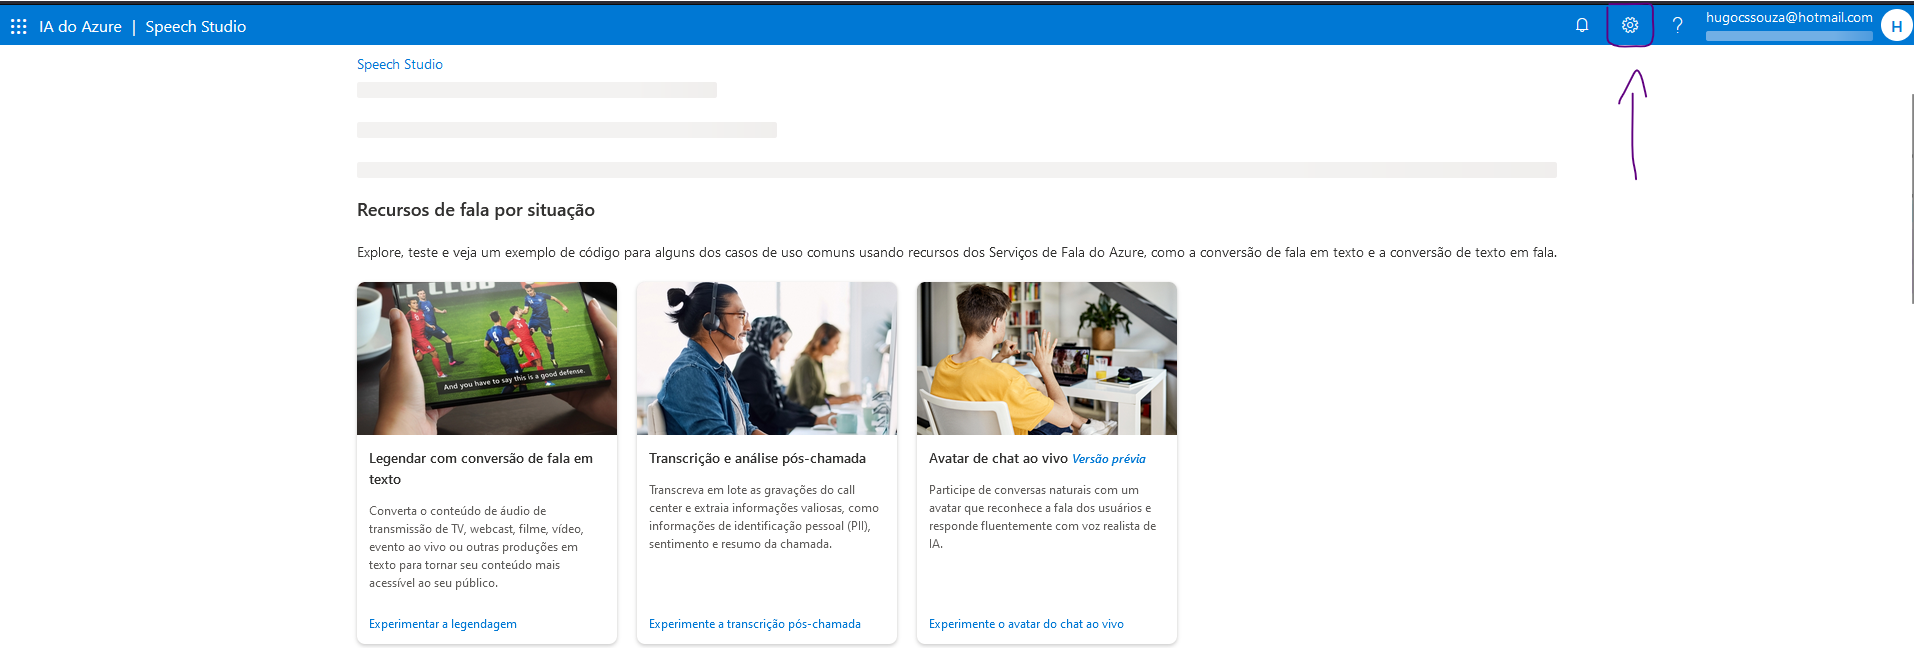 IA do Azure | Speech Studio
? hugocssouza@hotmail.com H
Speech Studio
Recursos de fala por situação
Explore, teste e veja um exemplo de código para alguns dos casos de uso comuns usando recursos dos Serviços de Fala do Azure, como a conversão de fala em texto e a conversão de texto em fala.
CLUB
And you have to say this is a good defense.
Legendar com conversão de fala em
texto
Converta o conteúdo de áudio de
transmissão de TV, webcast, filme, vídeo,
evento ao vivo ou outras produções em
texto para tornar seu conteúdo mais
acessível ao seu público.
Experimentar a legendagem
Transcrição e análise pós-chamada
Transcreva em lote as gravações do call
center e extraia informações valiosas, como
informações de identificação pessoal (PII),
sentimento e resumo da chamada.
Experimente a transcrição pós-chamada
Avatar de chat ao vivo Versão prévia
Participe de conversas naturais com um
avatar que reconhece a fala dos usuários e
responde fluentemente com voz realista de
IA.
Experimente o avatar do chat ao vivo